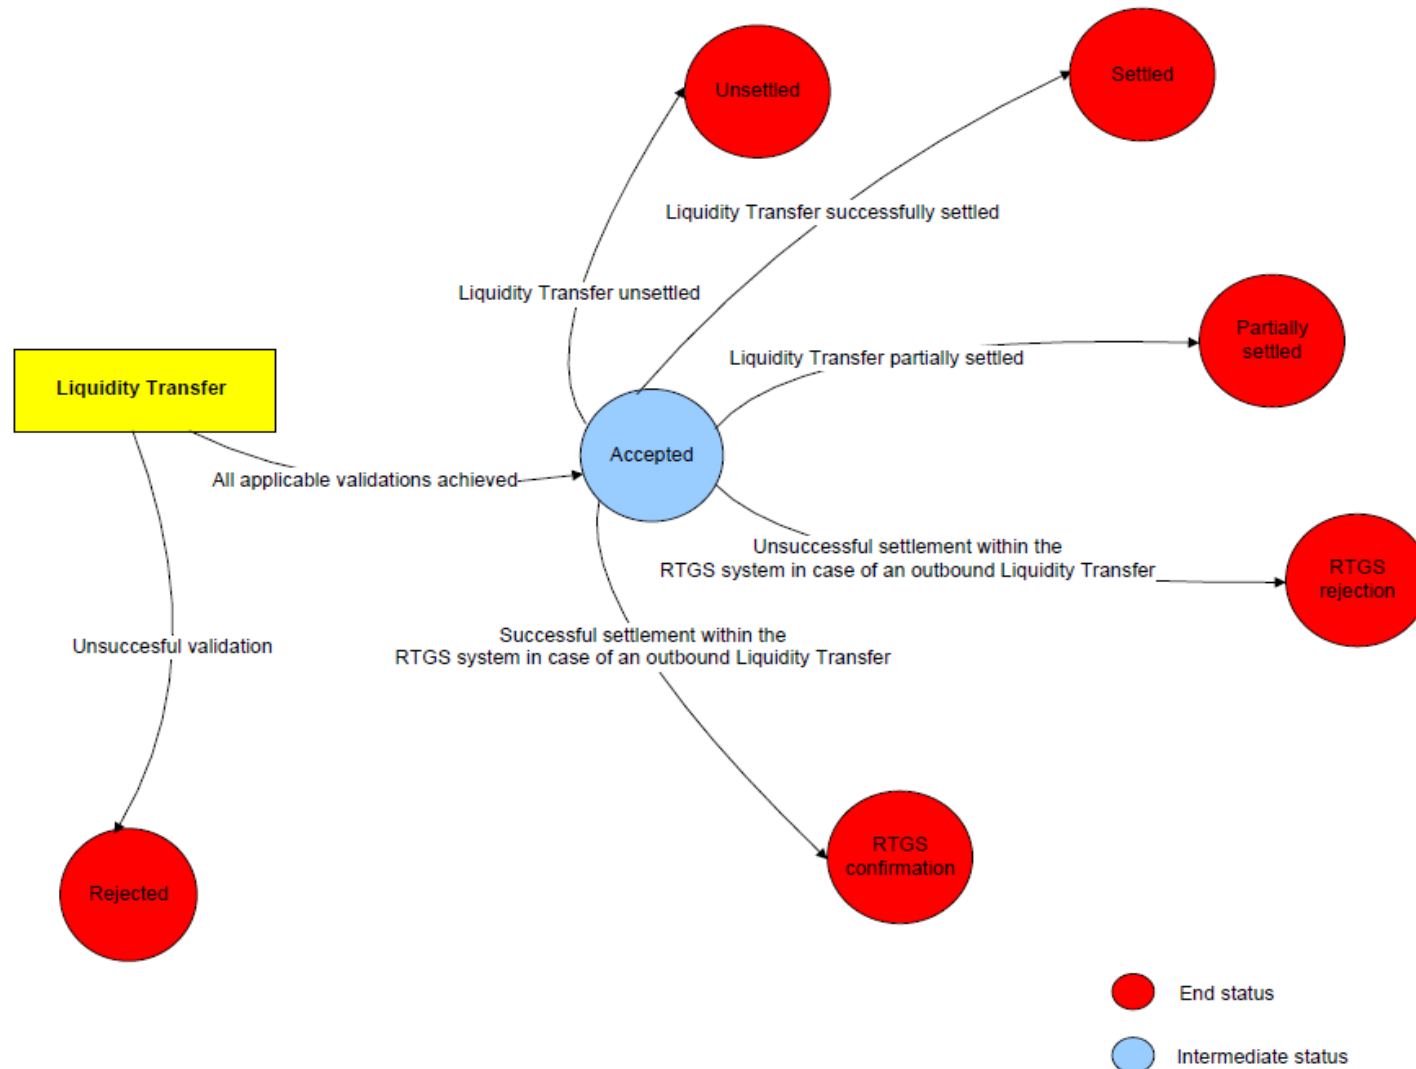 Unsettled
Settled
Liquidity Transfer successfully settled
Liquidity Transfer unsettled
Partially
settled
Liquidity Transfer partially settled
Liquidity Transfer
Accepted
All applicable validations achieved
Unsuccessful settlement within the
RTGS system in case of an outbound Liquidity Transfer
RTGS
rejection
Successful settlement within the
RTGS system in case of an outbound Liquidity Transfer
Unsuccesful validation
RTGS
confirmation
Rejected
End status
Intermediate status